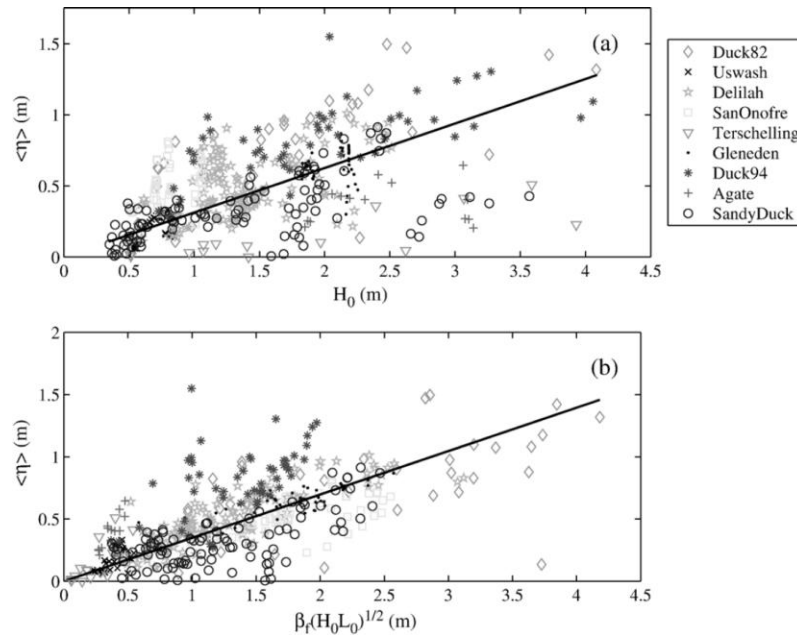 (a)
1.5
1
0.5
0
<η> (m)
0 0.5 1 1.5 2 2.5 3 3.5 4 4.5
H₀ (m)
Duck82
Uswash
Delilah
SanOnofre
Terschelling
Gleneden
Duck94
Agate
SandyDuck
(b)
2
1.5
1
0.5
0
<η> (m)
0 0.5 1 1.5 2 2.5 3 3.5 4 4.5
β_f(H₀L₀)^1/2 (m)